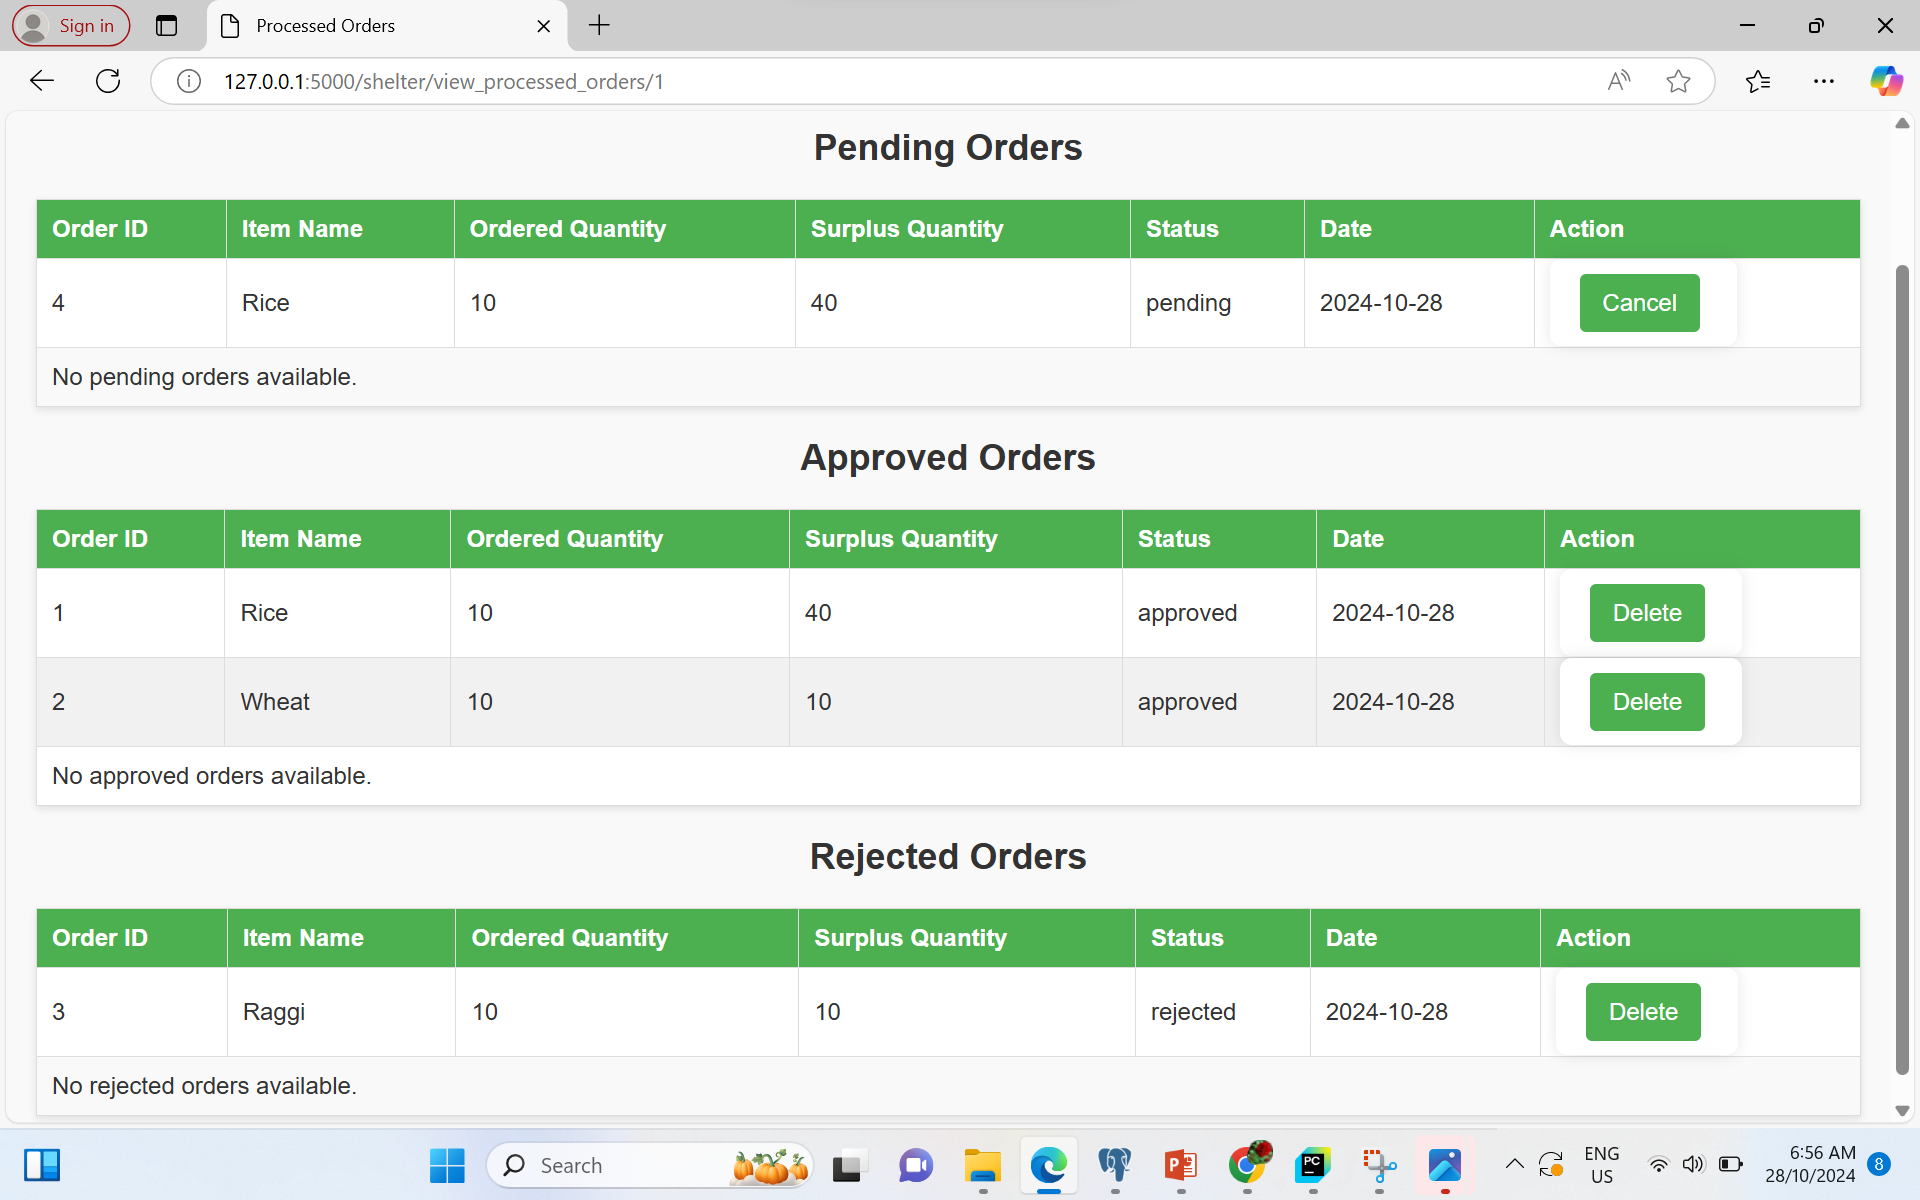 Sign in
Processed Orders
127.0.0.1:5000/shelter/view_processed_orders/1
Pending Orders
Order ID Item Name Ordered Quantity Surplus Quantity Status Date Action
4 Rice 10 40 pending 2024-10-28 Cancel
No pending orders available.
Approved Orders
Order ID Item Name Ordered Quantity Surplus Quantity Status Date Action
1 Rice 10 40 approved 2024-10-28 Delete
2 Wheat 10 10 approved 2024-10-28 Delete
No approved orders available.
Rejected Orders
Order ID Item Name Ordered Quantity Surplus Quantity Status Date Action
3 Raggi 10 10 rejected 2024-10-28 Delete
No rejected orders available.
Search
PC
ENG
US
6:56 AM
28/10/2024
8